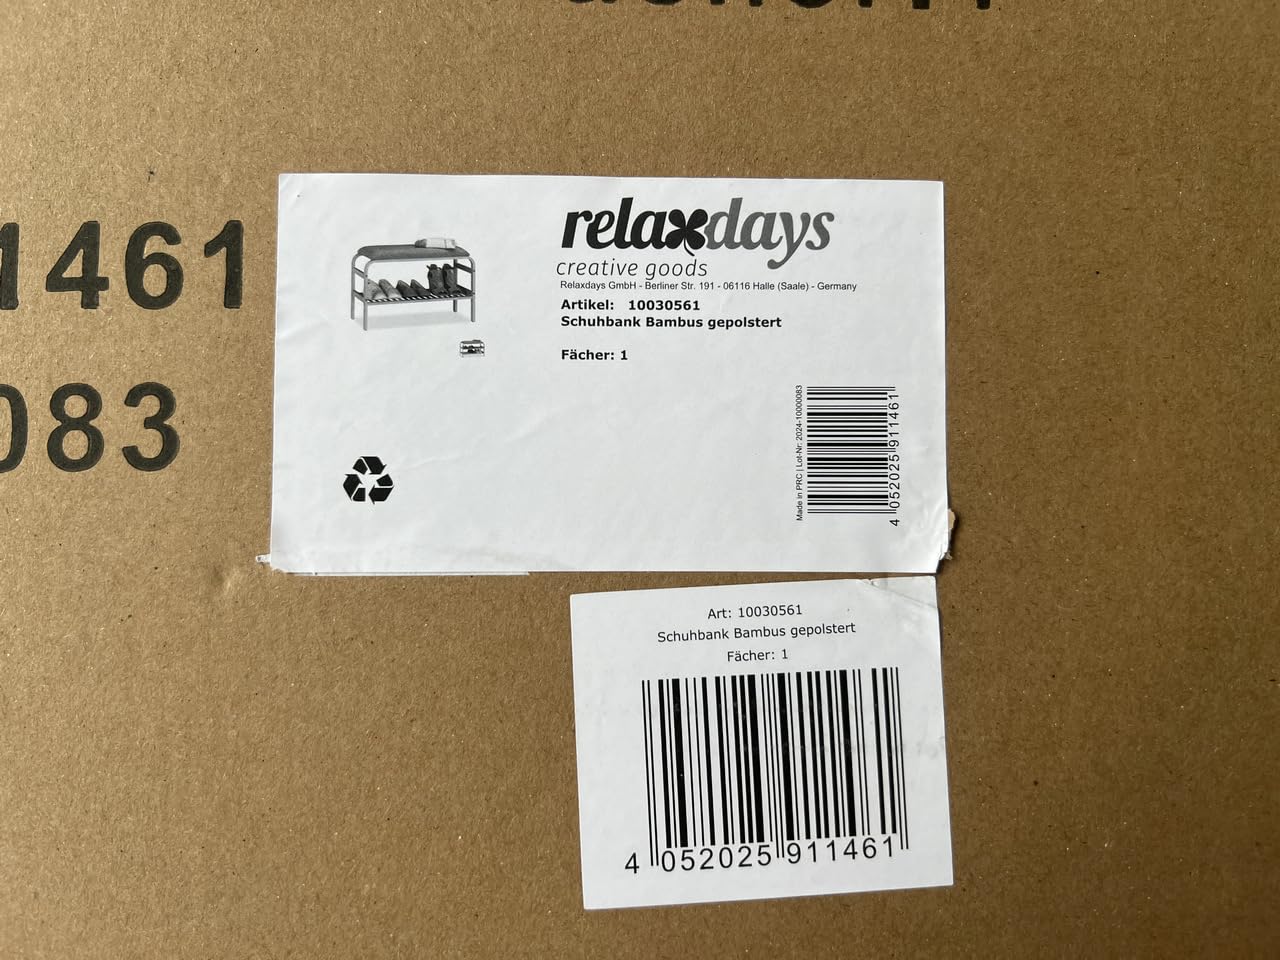 1461
083
relaxdays
creative goods
Relaxdays GmbH - Berliner Str. 191 - 06116 Halle (Saale) - Germany
Artikel: 10030561
Schuhbank Bambus gepolstert
Fächer: 1
Made in PRC | Lot-Nr: 2024-10000083
4 052025 911461
Art: 10030561
Schuhbank Bambus gepolstert
Fächer: 1
4 052025 911461